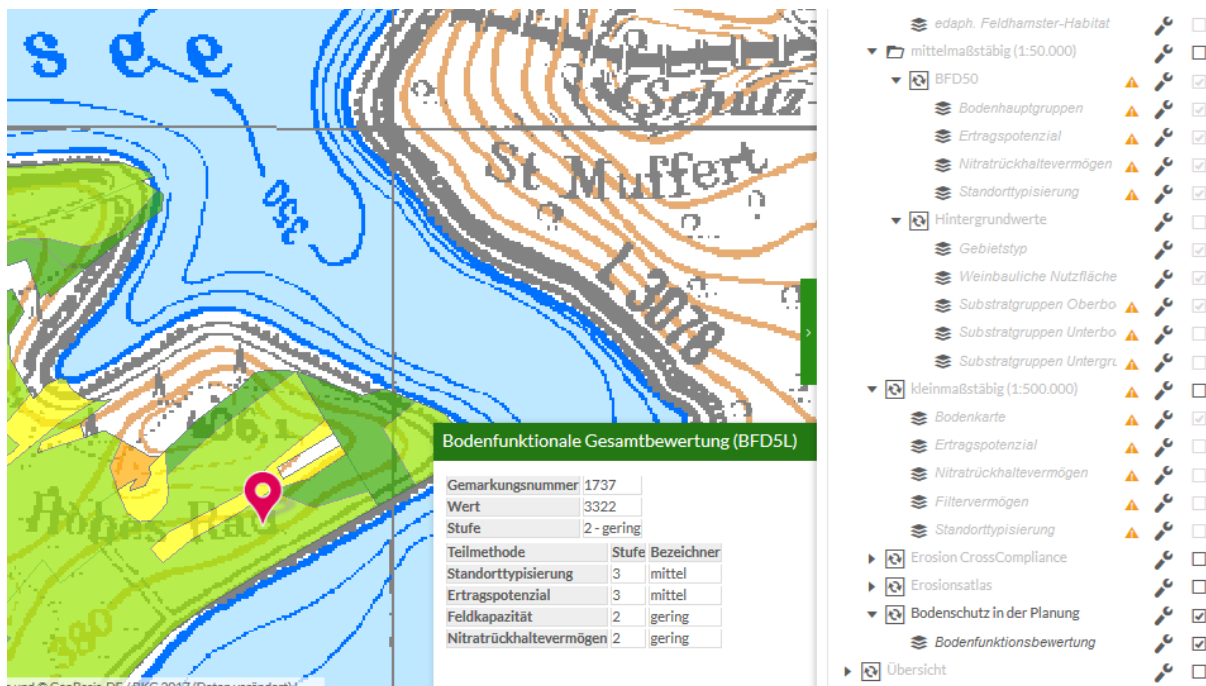 s e e
350
Schutz-
St Muffert
L 3078
Hohes Rad
380
Bodenfunktionale Gesamtbewertung (BFD5L)
Gemarkungsnummer 1737
Wert 3322
Stufe 2 - gering
Teilmethode Stufe Bezeichner
Standorttypisierung 3 mittel
Ertragspotenzial 3 mittel
Feldkapazität 2 gering
Nitratrückhaltevermögen 2 gering
edaph. Feldhamster-Habitat
mittelmaßstäbig (1:50.000)
BFD50
Bodenhauptgruppen
Ertragspotenzial
Nitratrückhaltevermögen
Standorttypisierung
Hintergrundwerte
Gebietstyp
Weinbauliche Nutzfläche
Substratgruppen Oberbo
Substratgruppen Unterbo
Substratgruppen Untergru
kleinmaßstäbig (1:500.000)
Bodenkarte
Ertragspotenzial
Nitratrückhaltevermögen
Filtervermögen
Standorttypisierung
Erosion CrossCompliance
Erosionsatlas
Bodenschutz in der Planung
Bodenfunktionsbewertung
Übersicht